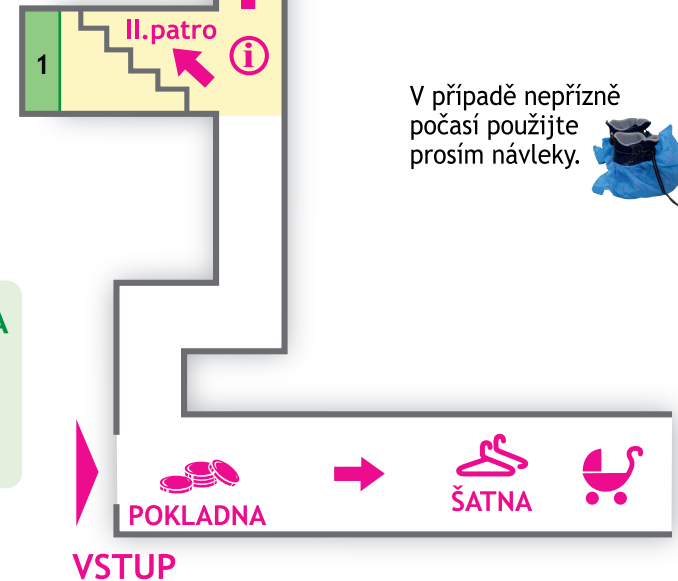 II.patro
1
i
V případě nepřízně
počasí použijte
prosím návleky.
A
POKLADNA
ŠATNA
VSTUP